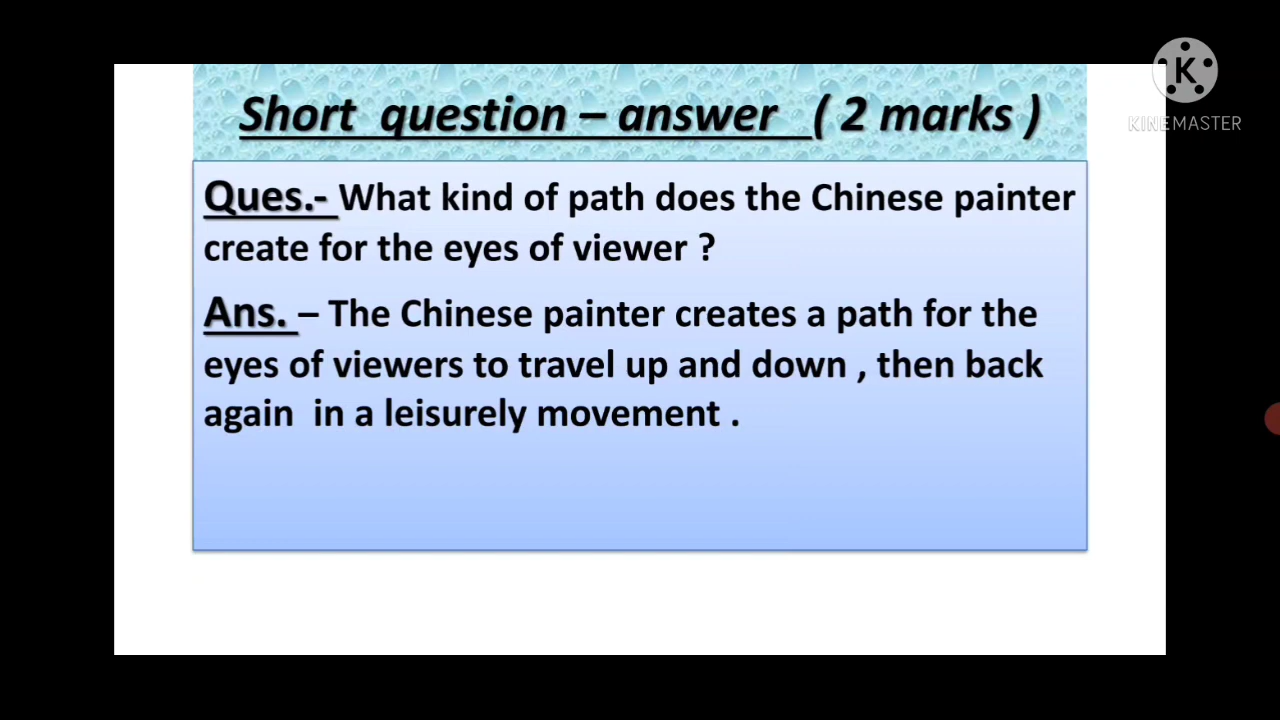 Short question – answer ( 2 marks )
K
KINEMASTER
Ques.- What kind of path does the Chinese painter
create for the eyes of viewer ?
Ans. – The Chinese painter creates a path for the
eyes of viewers to travel up and down , then back
again in a leisurely movement .